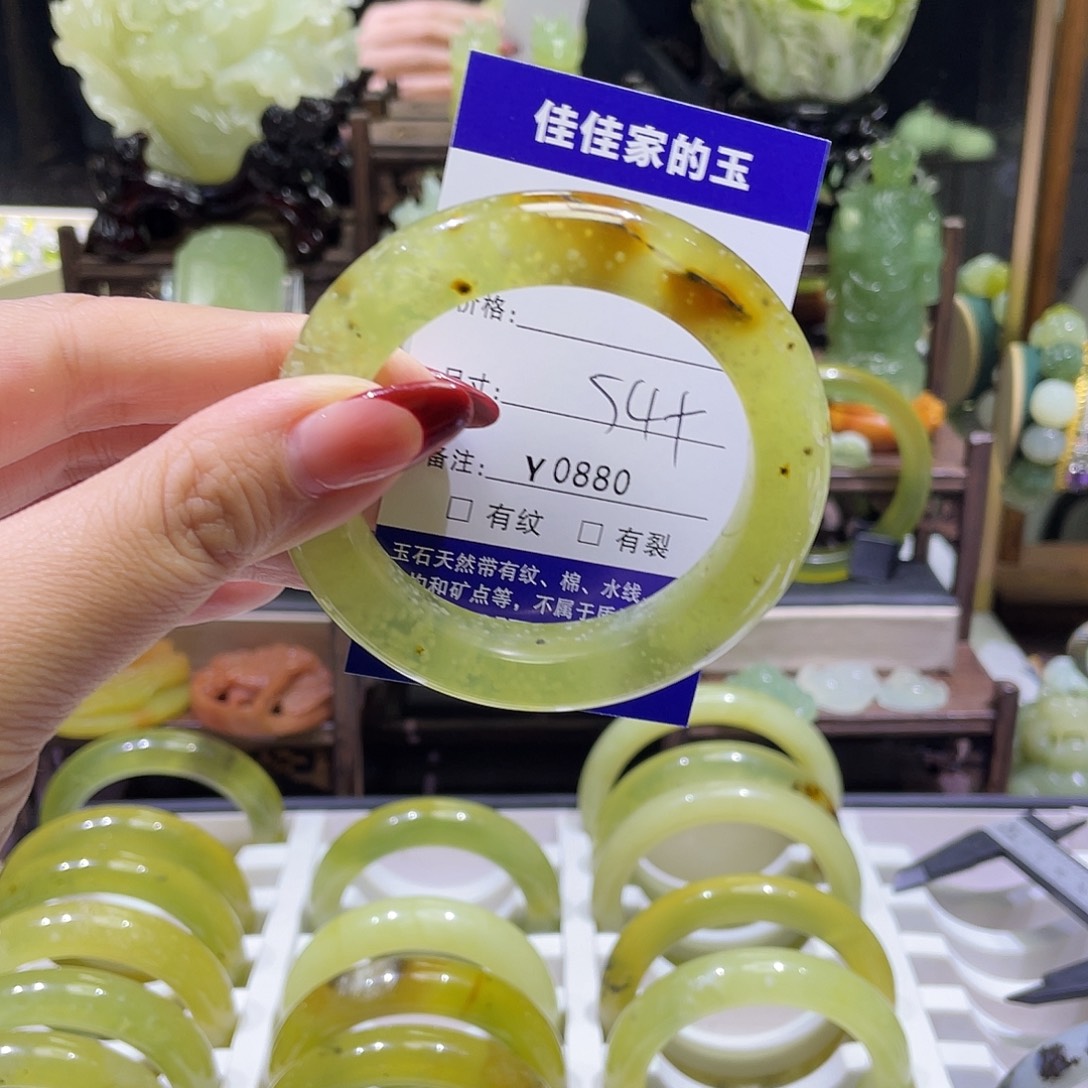 佳佳家的玉
价格:
尺寸: 54+
备注: Y0880
□ 有纹 □ 有裂
玉石天然带有纹、棉、水线
和矿点等，不属于质